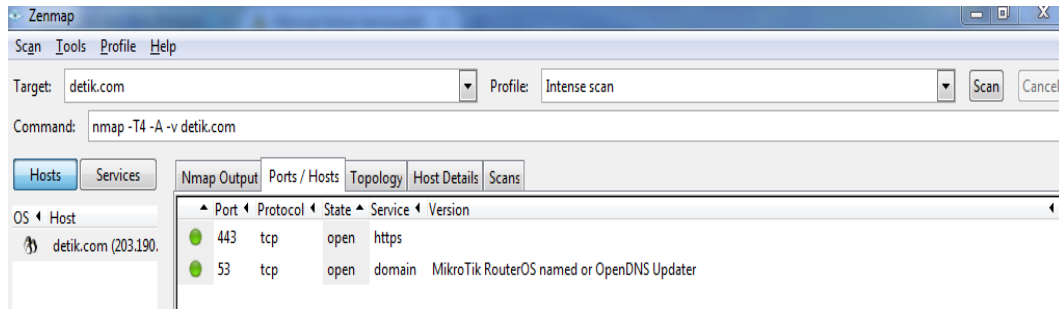 Zenmap
Scan Tools Profile Help
Target: detik.com Profile: Intense scan Scan Cancel
Command: nmap -T4 -A -v detik.com
Hosts Services Nmap Output Ports / Hosts Topology Host Details Scans
OS Host Port Protocol State Service Version
detik.com (203.190. 443 tcp open https
53 tcp open domain MikroTik RouterOS named or OpenDNS Updater